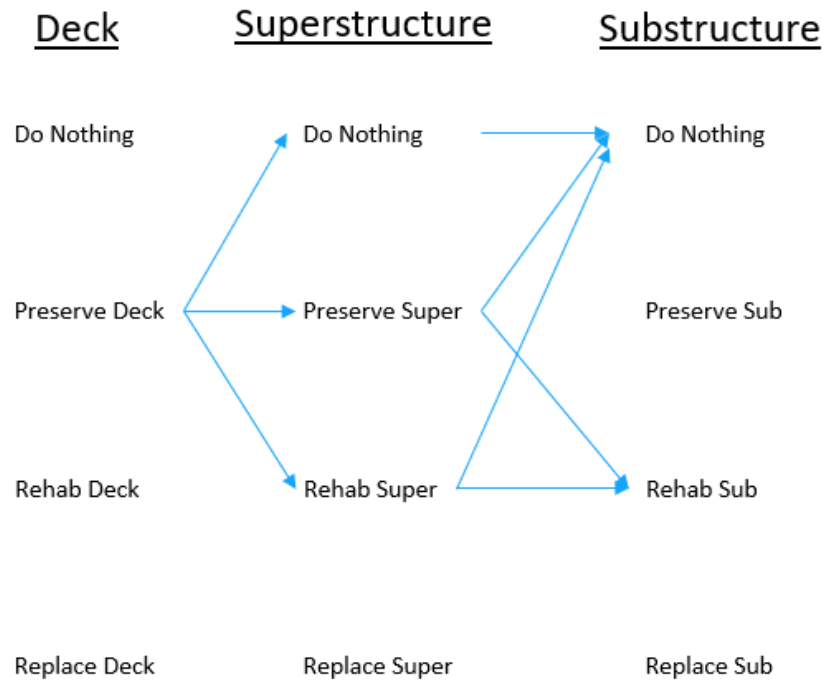 Deck Superstructure Substructure
Do Nothing Do Nothing Do Nothing
Preserve Deck Preserve Super Preserve Sub
Rehab Deck Rehab Super Rehab Sub
Replace Deck Replace Super Replace Sub